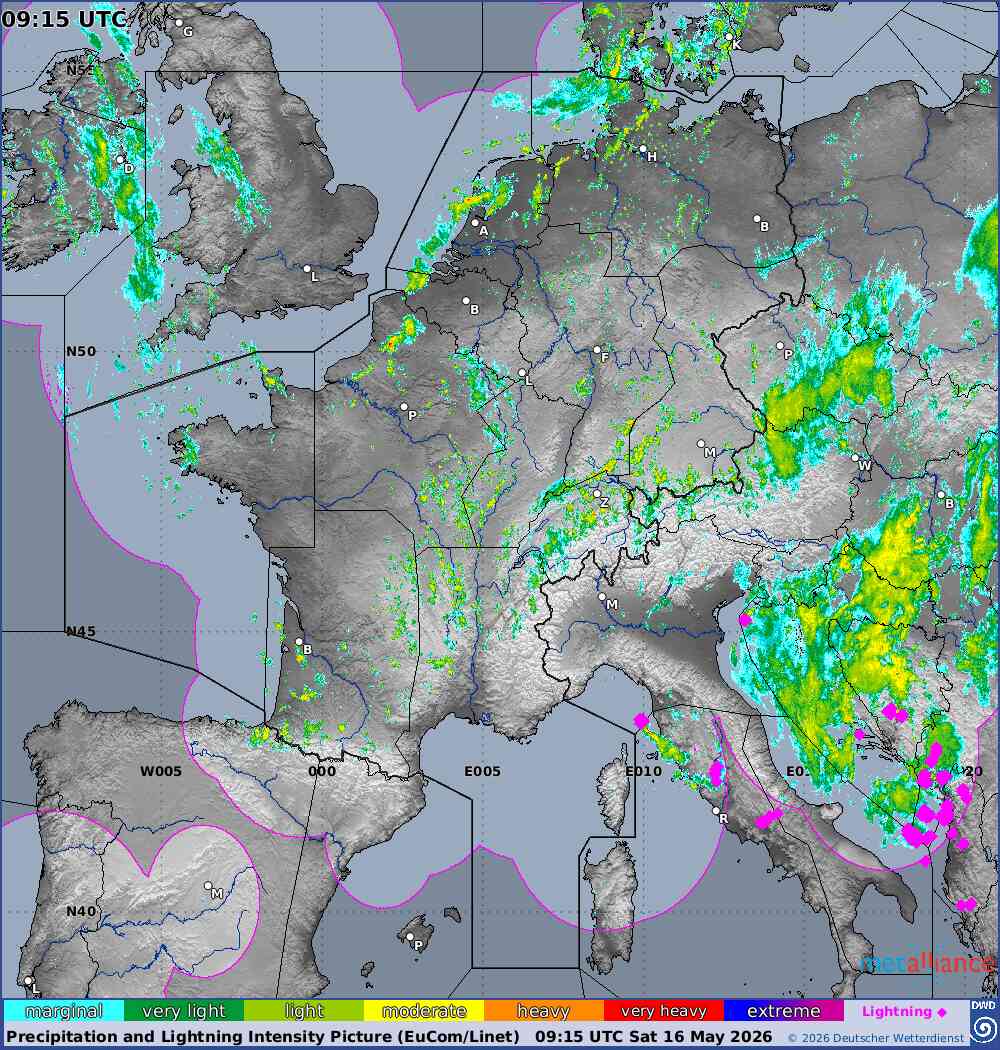 09:15 UTC
G
K
N55
D
H
A
B
L
B
N50
P
F
L
P
M
W
Z
B
M
N45
B
W005
000
E005
E010
E01
20
R
M
N40
P
L
metalliance
marginal
very light
light
moderate
heavy
very heavy
extreme
Lightning
DWD
Precipitation and Lightning Intensity Picture (EuCom/Linet) 09:15 UTC Sat 16 May 2026 © 2026 Deutscher Wetterdienst